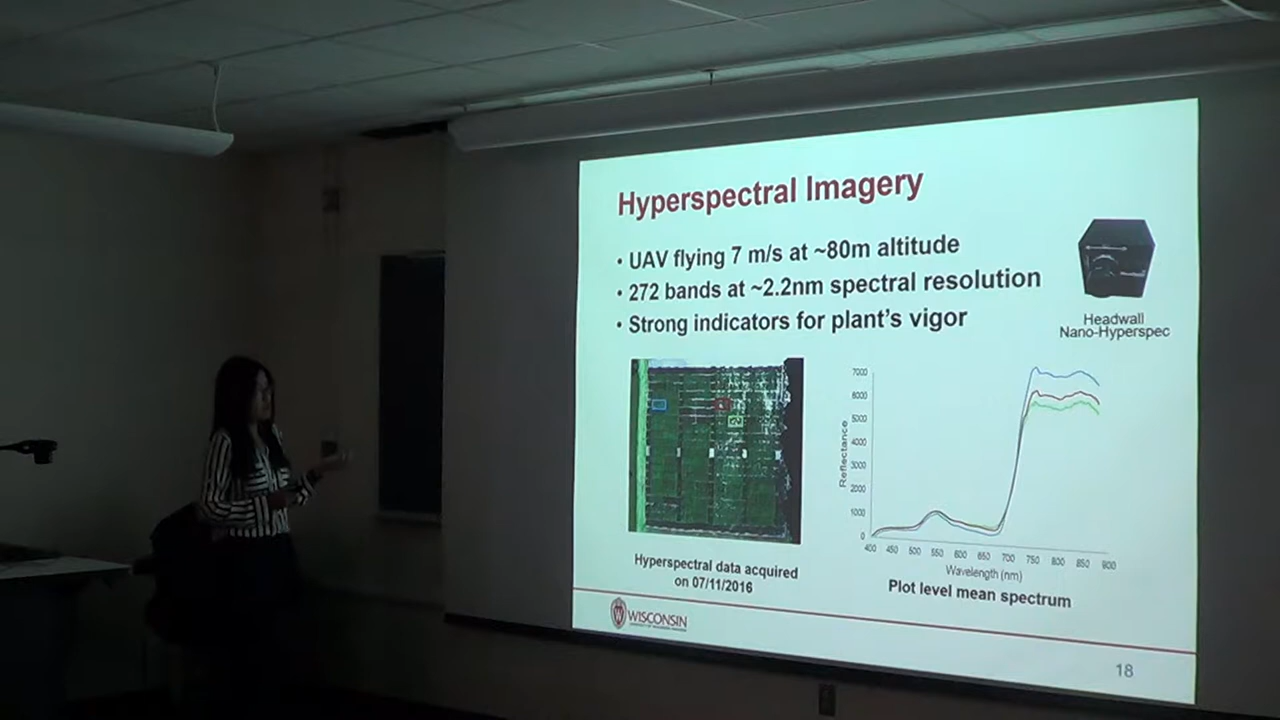 Hyperspectral Imagery
• UAV flying 7 m/s at ~80m altitude
• 272 bands at ~2.2nm spectral resolution
• Strong indicators for plant's vigor
Headwall
Nano-Hyperspec
Hyperspectral data acquired
on 07/11/2016
Reflectance
7000
6000
5000
4000
3000
2000
1000
0
400 450 500 550 600 650 700 750 800 850 900
Wavelength (nm)
Plot level mean spectrum
WISCONSIN
18